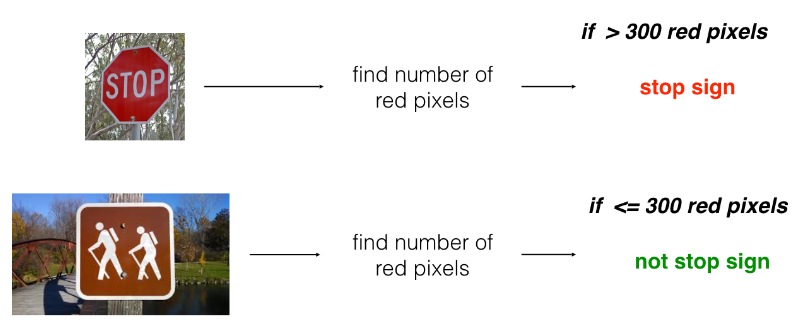 STOP
find number of
red pixels
if > 300 red pixels
stop sign
find number of
red pixels
if <= 300 red pixels
not stop sign